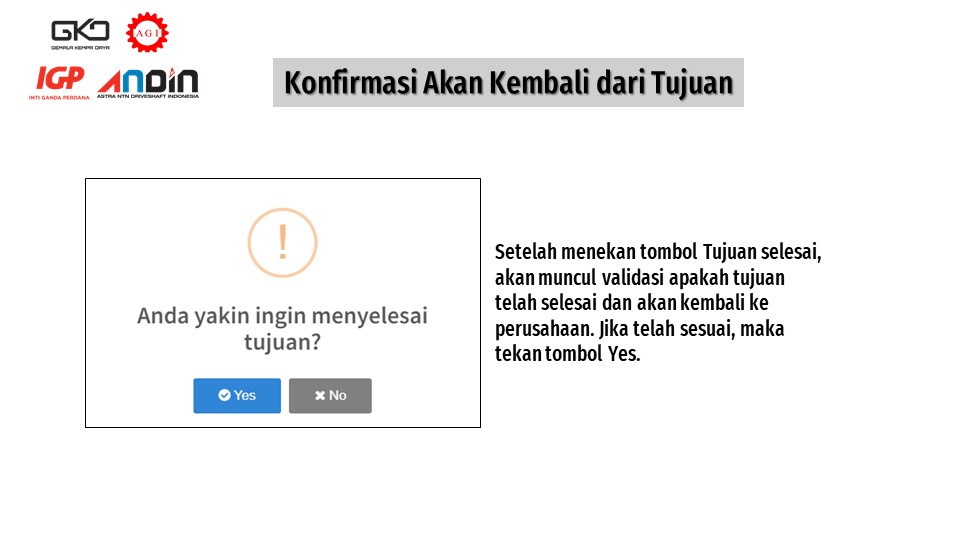 GKD
GEMALA KEMPA DAYA
AGI
IGP
INTI GANDA PERDANA
ANDIN
ASTRA NTN DRIVESHAFT INDONESIA
Konfirmasi Akan Kembali dari Tujuan
!
Anda yakin ingin menyelesai
tujuan?
Yes
No
Setelah menekan tombol Tujuan selesai,
akan muncul validasi apakah tujuan
telah selesai dan akan kembali ke
perusahaan. Jika telah sesuai, maka
tekan tombol Yes.